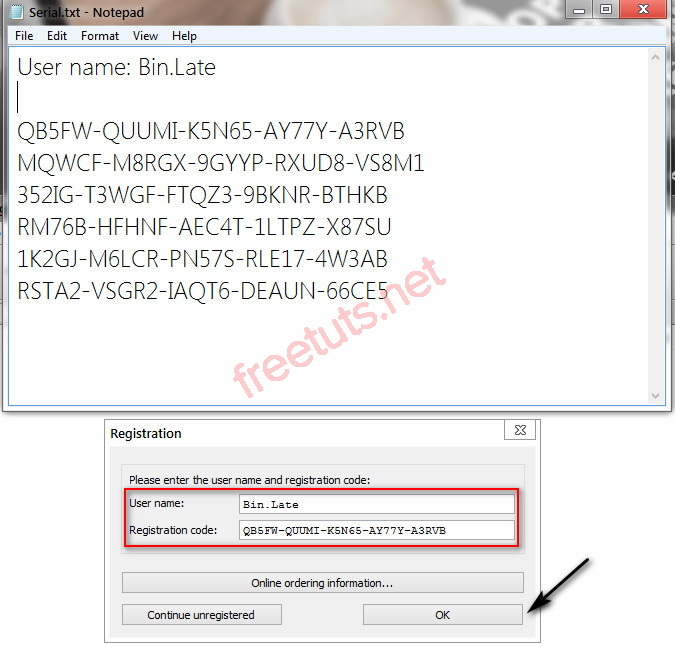 Serial.txt - Notepad
File Edit Format View Help
User name: Bin.Late
QB5FW-QUUMI-K5N65-AY77Y-A3RVB
MQWCF-M8RGX-9GYYP-RXUD8-VS8M1
352IG-T3WGF-FTQZ3-9BKNR-BTHKB
RM76B-HFHNF-AEC4T-1LTPZ-X87SU
1K2GJ-M6LCR-PN57S-RLE17-4W3AB
RSTA2-VSGR2-IAQT6-DEAUN-66CE5
freetuts.net
Registration
Please enter the user name and registration code:
User name: Bin.Late
Registration code: QB5FW-QUUMI-K5N65-AY77Y-A3RVB
Online ordering information...
Continue unregistered OK